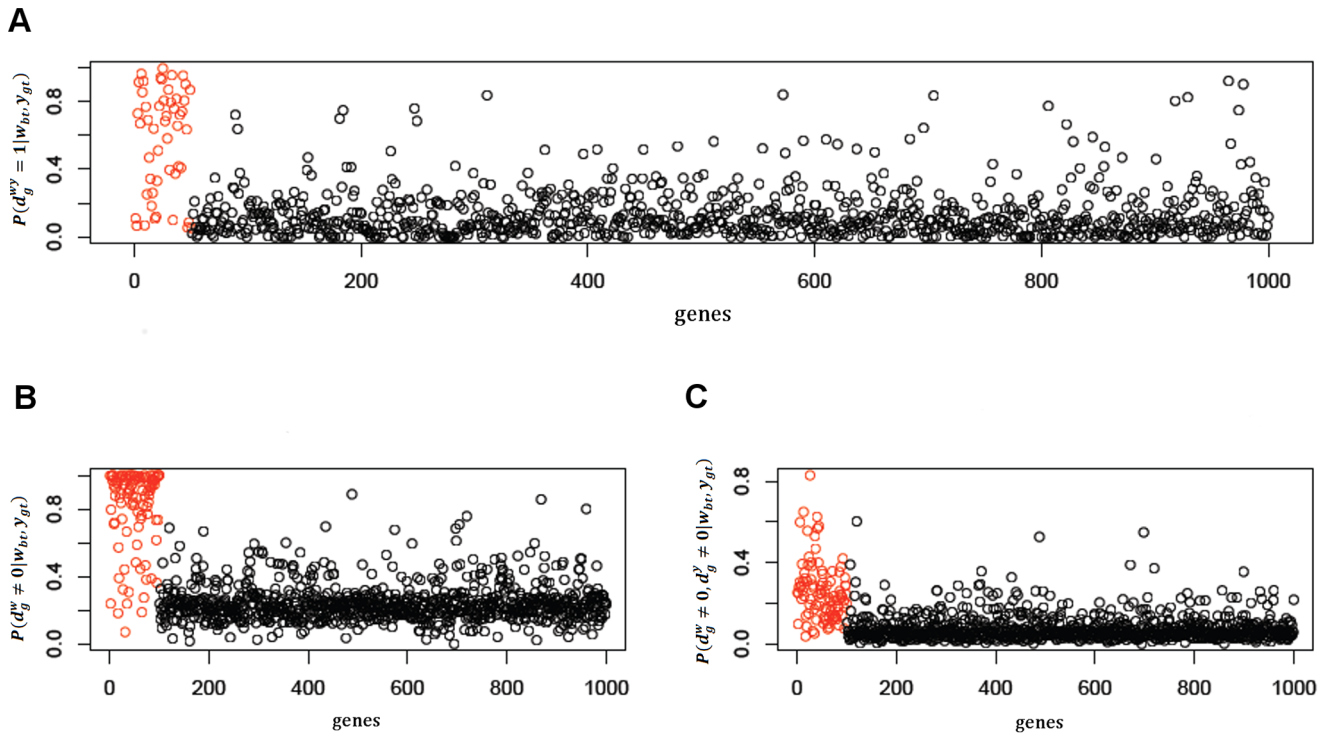 A
P(d_g^{wy} = 1|w_{bt}, y_{gt})
0.8
0.4
0.0
0 200 400 600 800 1000
genes
B
P(d_g^w ≠ 0|w_{bt}, y_{gt})
0.8
0.4
0.0
0 200 400 600 800 1000
genes
C
P(d_g^w ≠ 0, d_g^y ≠ 0|w_{bt}, y_{gt})
0.8
0.4
0.0
0 200 400 600 800 1000
genes